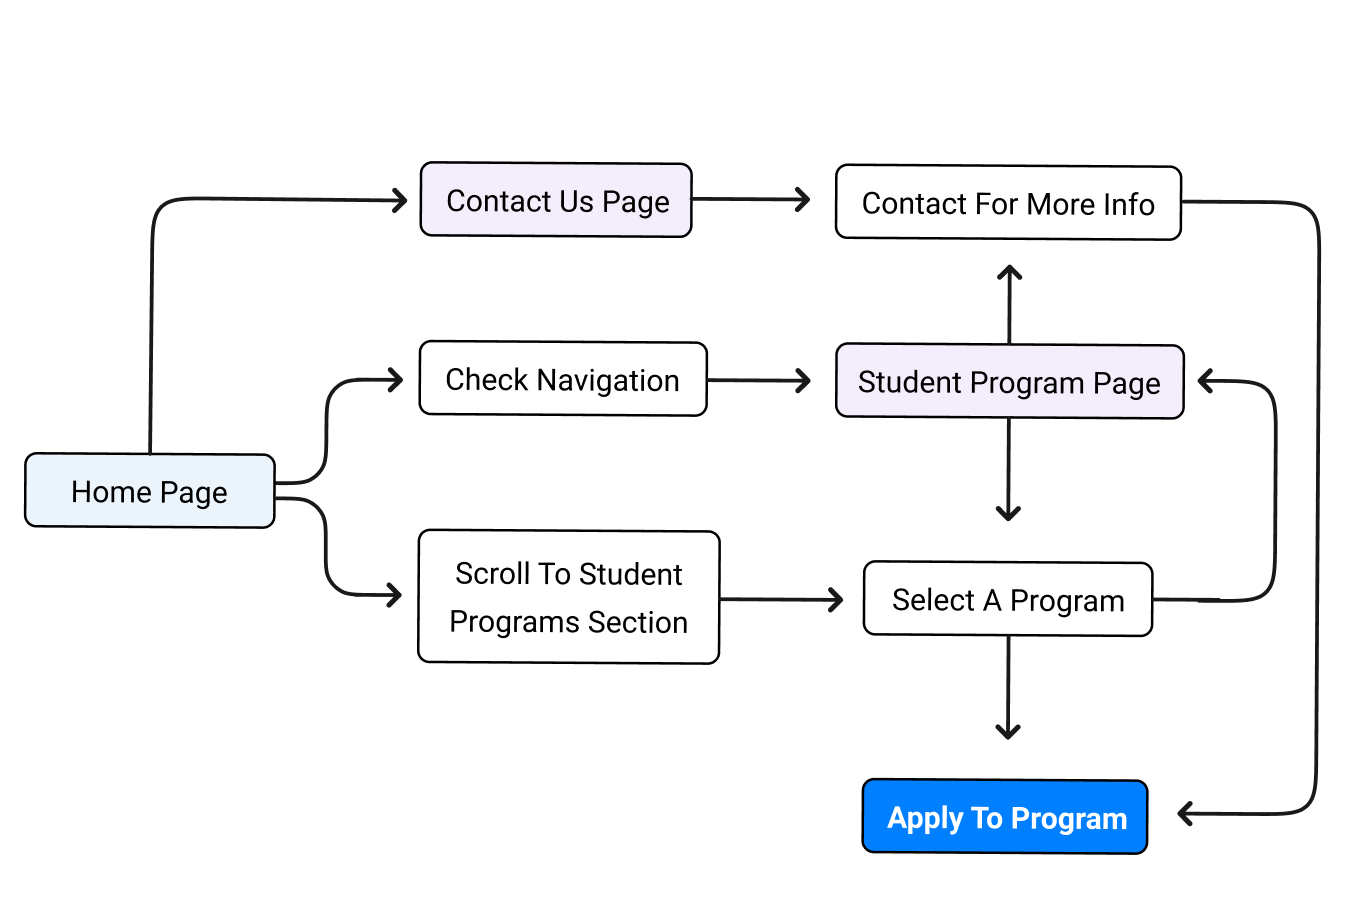 Contact Us Page
Contact For More Info
Check Navigation
Student Program Page
Home Page
Scroll To Student
Programs Section
Select A Program
Apply To Program